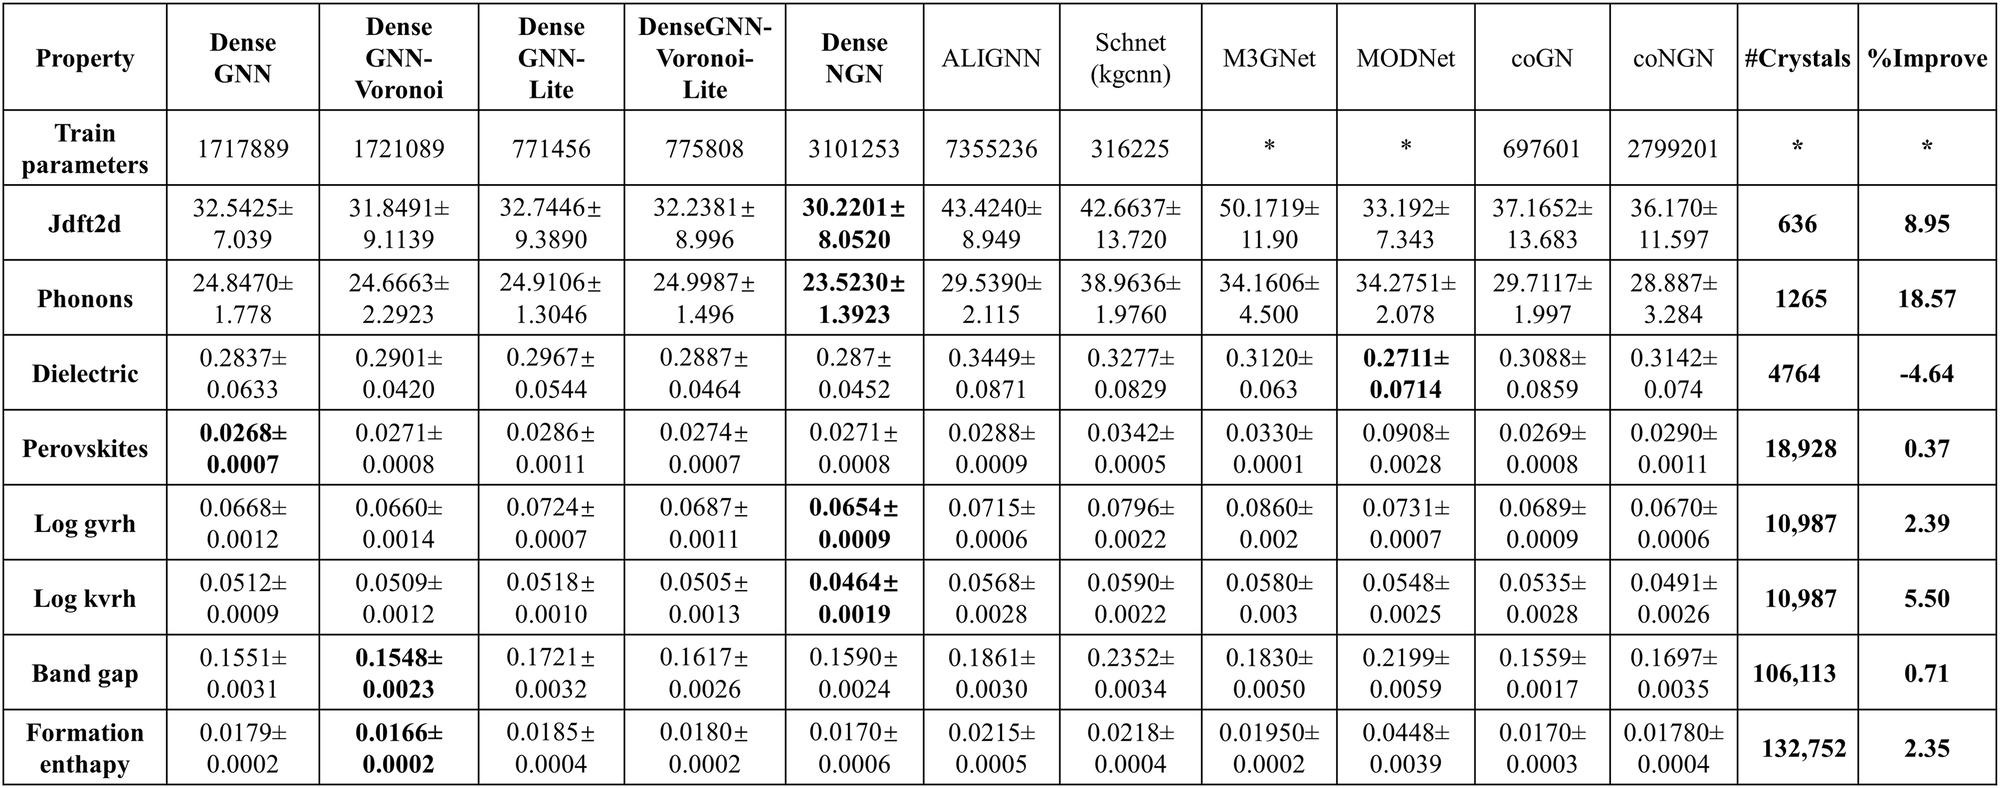 Property | Dense GNN | Dense GNN-Voronoi | Dense GNN-Lite | DenseGNN-Voronoi-Lite | Dense NGN | ALIGNN | Schnet (kgcnn) | M3GNet | MODNet | coGN | coNGN | #Crystals | %Improve
Train parameters | 1717889 | 1721089 | 771456 | 775808 | 3101253 | 7355236 | 316225 | * | * | 697601 | 2799201 | * | *
Jdft2d | 32.5425± 7.039 | 31.8491± 9.1139 | 32.7446± 9.3890 | 32.2381± 8.996 | 30.2201± 8.0520 | 43.4240± 8.949 | 42.6637± 13.720 | 50.1719± 11.90 | 33.192± 7.343 | 37.1652± 13.683 | 36.170± 11.597 | 636 | 8.95
Phonons | 24.8470± 1.778 | 24.6663± 2.2923 | 24.9106± 1.3046 | 24.9987± 1.496 | 23.5230± 1.3923 | 29.5390± 2.115 | 38.9636± 1.9760 | 34.1606± 4.500 | 34.2751± 2.078 | 29.7117± 1.997 | 28.887± 3.284 | 1265 | 18.57
Dielectric | 0.2837± 0.0633 | 0.2901± 0.0420 | 0.2967± 0.0544 | 0.2887± 0.0464 | 0.287± 0.0452 | 0.3449± 0.0871 | 0.3277± 0.0829 | 0.3120± 0.063 | 0.2711± 0.0714 | 0.3088± 0.0859 | 0.3142± 0.074 | 4764 | -4.64
Perovskites | 0.0268± 0.0007 | 0.0271± 0.0008 | 0.0286± 0.0011 | 0.0274± 0.0007 | 0.0271± 0.0008 | 0.0288± 0.0009 | 0.0342± 0.0005 | 0.0330± 0.0001 | 0.0908± 0.0028 | 0.0269± 0.0008 | 0.0290± 0.0011 | 18,928 | 0.37
Log gvrh | 0.0668± 0.0012 | 0.0660± 0.0014 | 0.0724± 0.0007 | 0.0687± 0.0011 | 0.0654± 0.0009 | 0.0715± 0.0006 | 0.0796± 0.0022 | 0.0860± 0.002 | 0.0731± 0.0007 | 0.0689± 0.0009 | 0.0670± 0.0006 | 10,987 | 2.39
Log kvrh | 0.0512± 0.0009 | 0.0509± 0.0012 | 0.0518± 0.0010 | 0.0505± 0.0013 | 0.0464± 0.0019 | 0.0568± 0.0028 | 0.0590± 0.0022 | 0.0580± 0.003 | 0.0548± 0.0025 | 0.0535± 0.0028 | 0.0491± 0.0026 | 10,987 | 5.50
Band gap | 0.1551± 0.0031 | 0.1548± 0.0023 | 0.1721± 0.0032 | 0.1617± 0.0026 | 0.1590± 0.0024 | 0.1861± 0.0030 | 0.2352± 0.0034 | 0.1830± 0.0050 | 0.2199± 0.0059 | 0.1559± 0.0017 | 0.1697± 0.0035 | 106,113 | 0.71
Formation enthapy | 0.0179± 0.0002 | 0.0166± 0.0002 | 0.0185± 0.0004 | 0.0180± 0.0002 | 0.0170± 0.0006 | 0.0215± 0.0005 | 0.0218± 0.0004 | 0.01950± 0.0002 | 0.0448± 0.0039 | 0.0170± 0.0003 | 0.01780± 0.0004 | 132,752 | 2.35